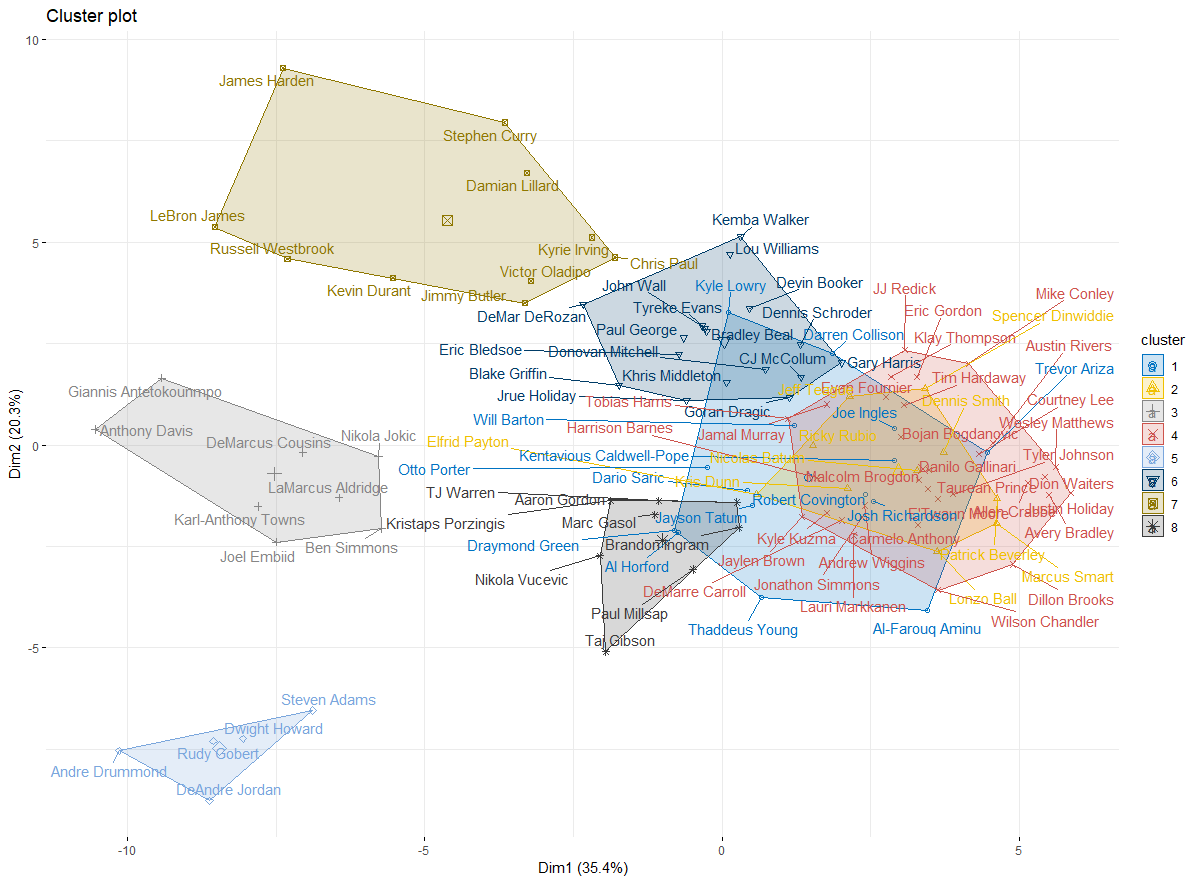 Cluster plot
10
James Harden
Stephen Curry
Damian Lillard
LeBron James
Kemba Walker
5
Russell Westbrook
Kyrie Irving
Lou Williams
Chris Paul
Victor Oladipo
Kevin Durant
Jimmy Butler
John Wall
Kyle Lowry
Devin Booker
JJ Redick
Mike Conley
Tyreke Evans
Dennis Schroder
Eric Gordon
Spencer Dinwiddie
DeMar DeRozan
Paul George
Bradley Beal
Darren Collison
Klay Thompson
Austin Rivers
Eric Bledsoe
Donovan Mitchell
CJ McCollum
Gary Harris
Trevor Ariza
Blake Griffin
Khris Middleton
Tim Hardaway
Giannis Antetokounmpo
Jrue Holiday
Jeff Teague
Evan Fournier
Tobias Harris
Goran Dragic
Joe Ingles
Dennis Smith
Courtney Lee
Will Barton
Wesley Matthews
Anthony Davis
DeMarcus Cousins
Nikola Jokic
Harrison Barnes
Jamal Murray
Ricky Rubio
Bojan Bogdanovic
Elfrid Payton
0
Kentavious Caldwell-Pope
Nicolas Batum
Tyler Johnson
Otto Porter
Dario Saric
Kris Dunn
Malcolm Brogdon
Danilo Gallinari
LaMarcus Aldridge
TJ Warren
Aaron Gordon
Robert Covington
Taurean Prince
Dion Waiters
Karl-Anthony Towns
Kristaps Porzingis
Marc Gasol
Jayson Tatum
Josh Richardson
E'Twaun Moore
Allen Crabbe
Justin Holiday
Joel Embiid
Ben Simmons
Draymond Green
Brandon Ingram
Kyle Kuzma
Carmelo Anthony
Avery Bradley
Al Horford
Jaylen Brown
Andrew Wiggins
Patrick Beverley
Nikola Vucevic
DeMarre Carroll
Jonathon Simmons
Marcus Smart
Paul Millsap
Lauri Markkanen
Lonzo Ball
Dillon Brooks
Taj Gibson
Thaddeus Young
Al-Farouq Aminu
Wilson Chandler
-5
Steven Adams
Dwight Howard
Rudy Gobert
Andre Drummond
DeAndre Jordan
-10
-5
0
5
Dim1 (35.4%)
Dim2 (20.3%)
cluster
1
2
3
4
5
6
7
8